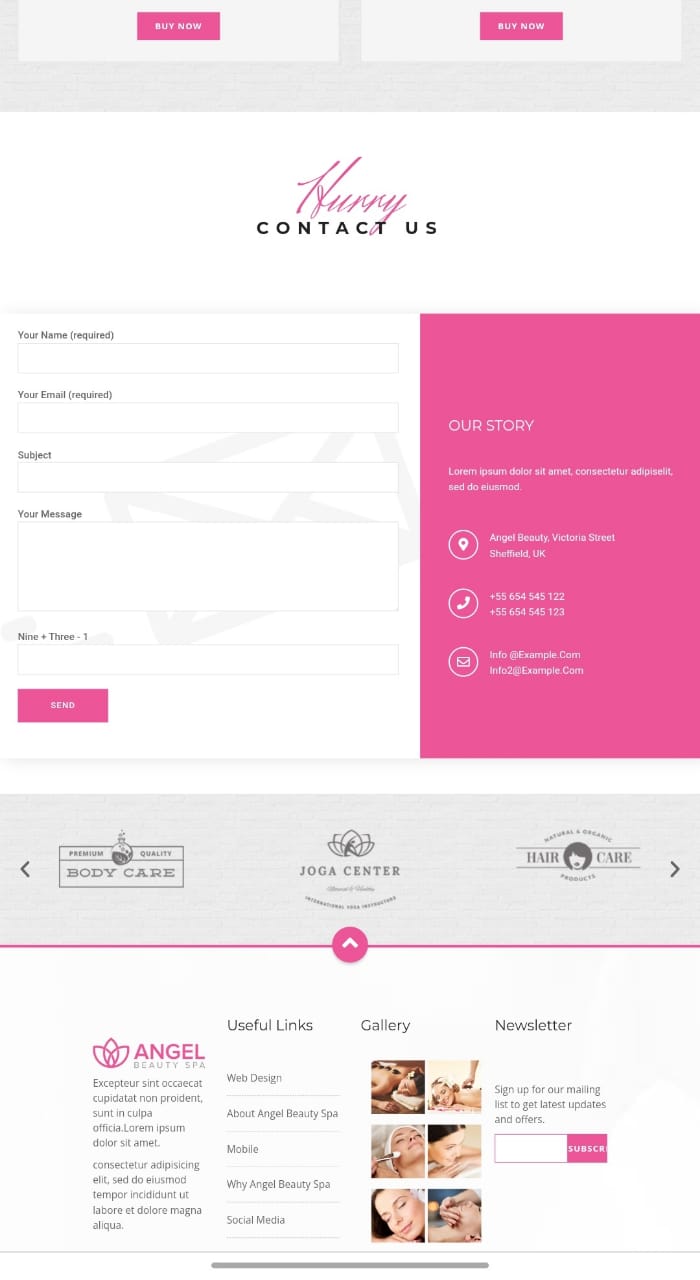 BUY NOW
BUY NOW
Hurry
CONTACT US
Your Name (required)
Your Email (required)
Subject
Your Message
Nine + Three - 1
SEND
OUR STORY
Lorem ipsum dolor sit amet, consectetur adipiselit,
sed do eiusmod.
Angel Beauty, Victoria Street
Sheffield, UK
+55 654 545 122
+55 654 545 123
Info @Example.Com
Info2@Example.Com
PREMIUM QUALITY
BODY CARE
JOGA CENTER
Natural & Healthy
INTERNATIONAL YOGA INSTRUCTORS
NATURAL & ORGANIC
HAIR CARE
PRODUCTS
ANGEL
BEAUTY SPA
Excepteur sint occaecat
cupidatat non proident,
sunt in culpa
officia.Lorem ipsum
dolor sit amet.
consectetur adipisicing
elit, sed do eiusmod
tempor incididunt ut
labore et dolore magna
aliqua.
Useful Links
Web Design
About Angel Beauty Spa
Mobile
Why Angel Beauty Spa
Social Media
Gallery
Newsletter
Sign up for our mailing
list to get latest updates
and offers.
SUBSCRI